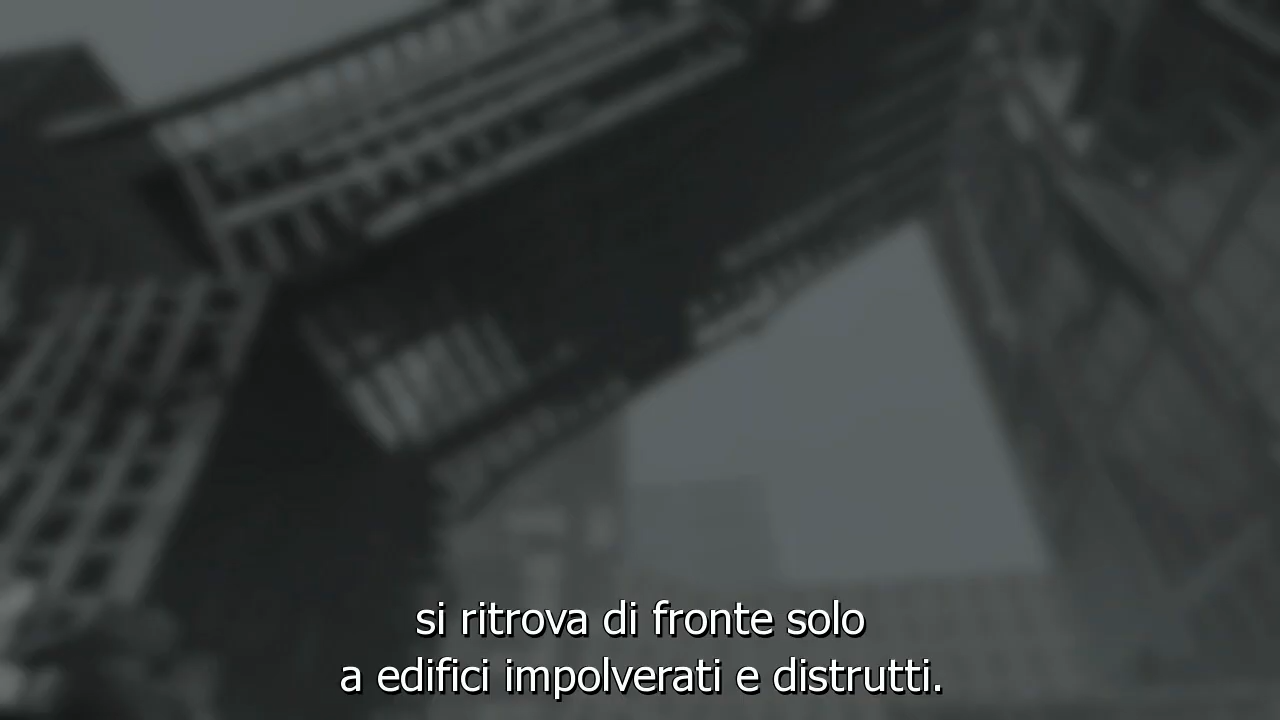 si ritrova di fronte solo
a edifici impolverati e distrutti.